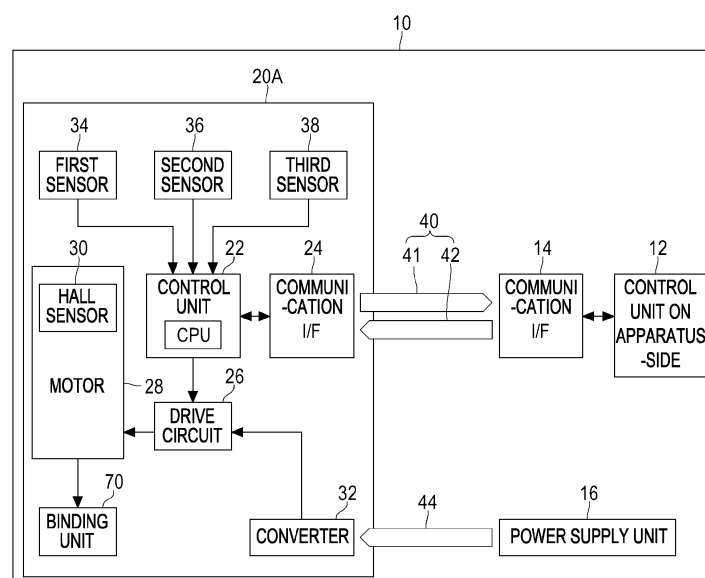 10
20A
34
36
38
FIRST
SENSOR
SECOND
SENSOR
THIRD
SENSOR
30
22
24
40
41
42
14
12
HALL
SENSOR
CONTROL
UNIT
CPU
COMMUNI
-CATION
I/F
COMMUNI
-CATION
I/F
CONTROL
UNIT ON
APPARATUS
-SIDE
MOTOR
28
26
DRIVE
CIRCUIT
70
32
44
16
BINDING
UNIT
CONVERTER
POWER SUPPLY UNIT